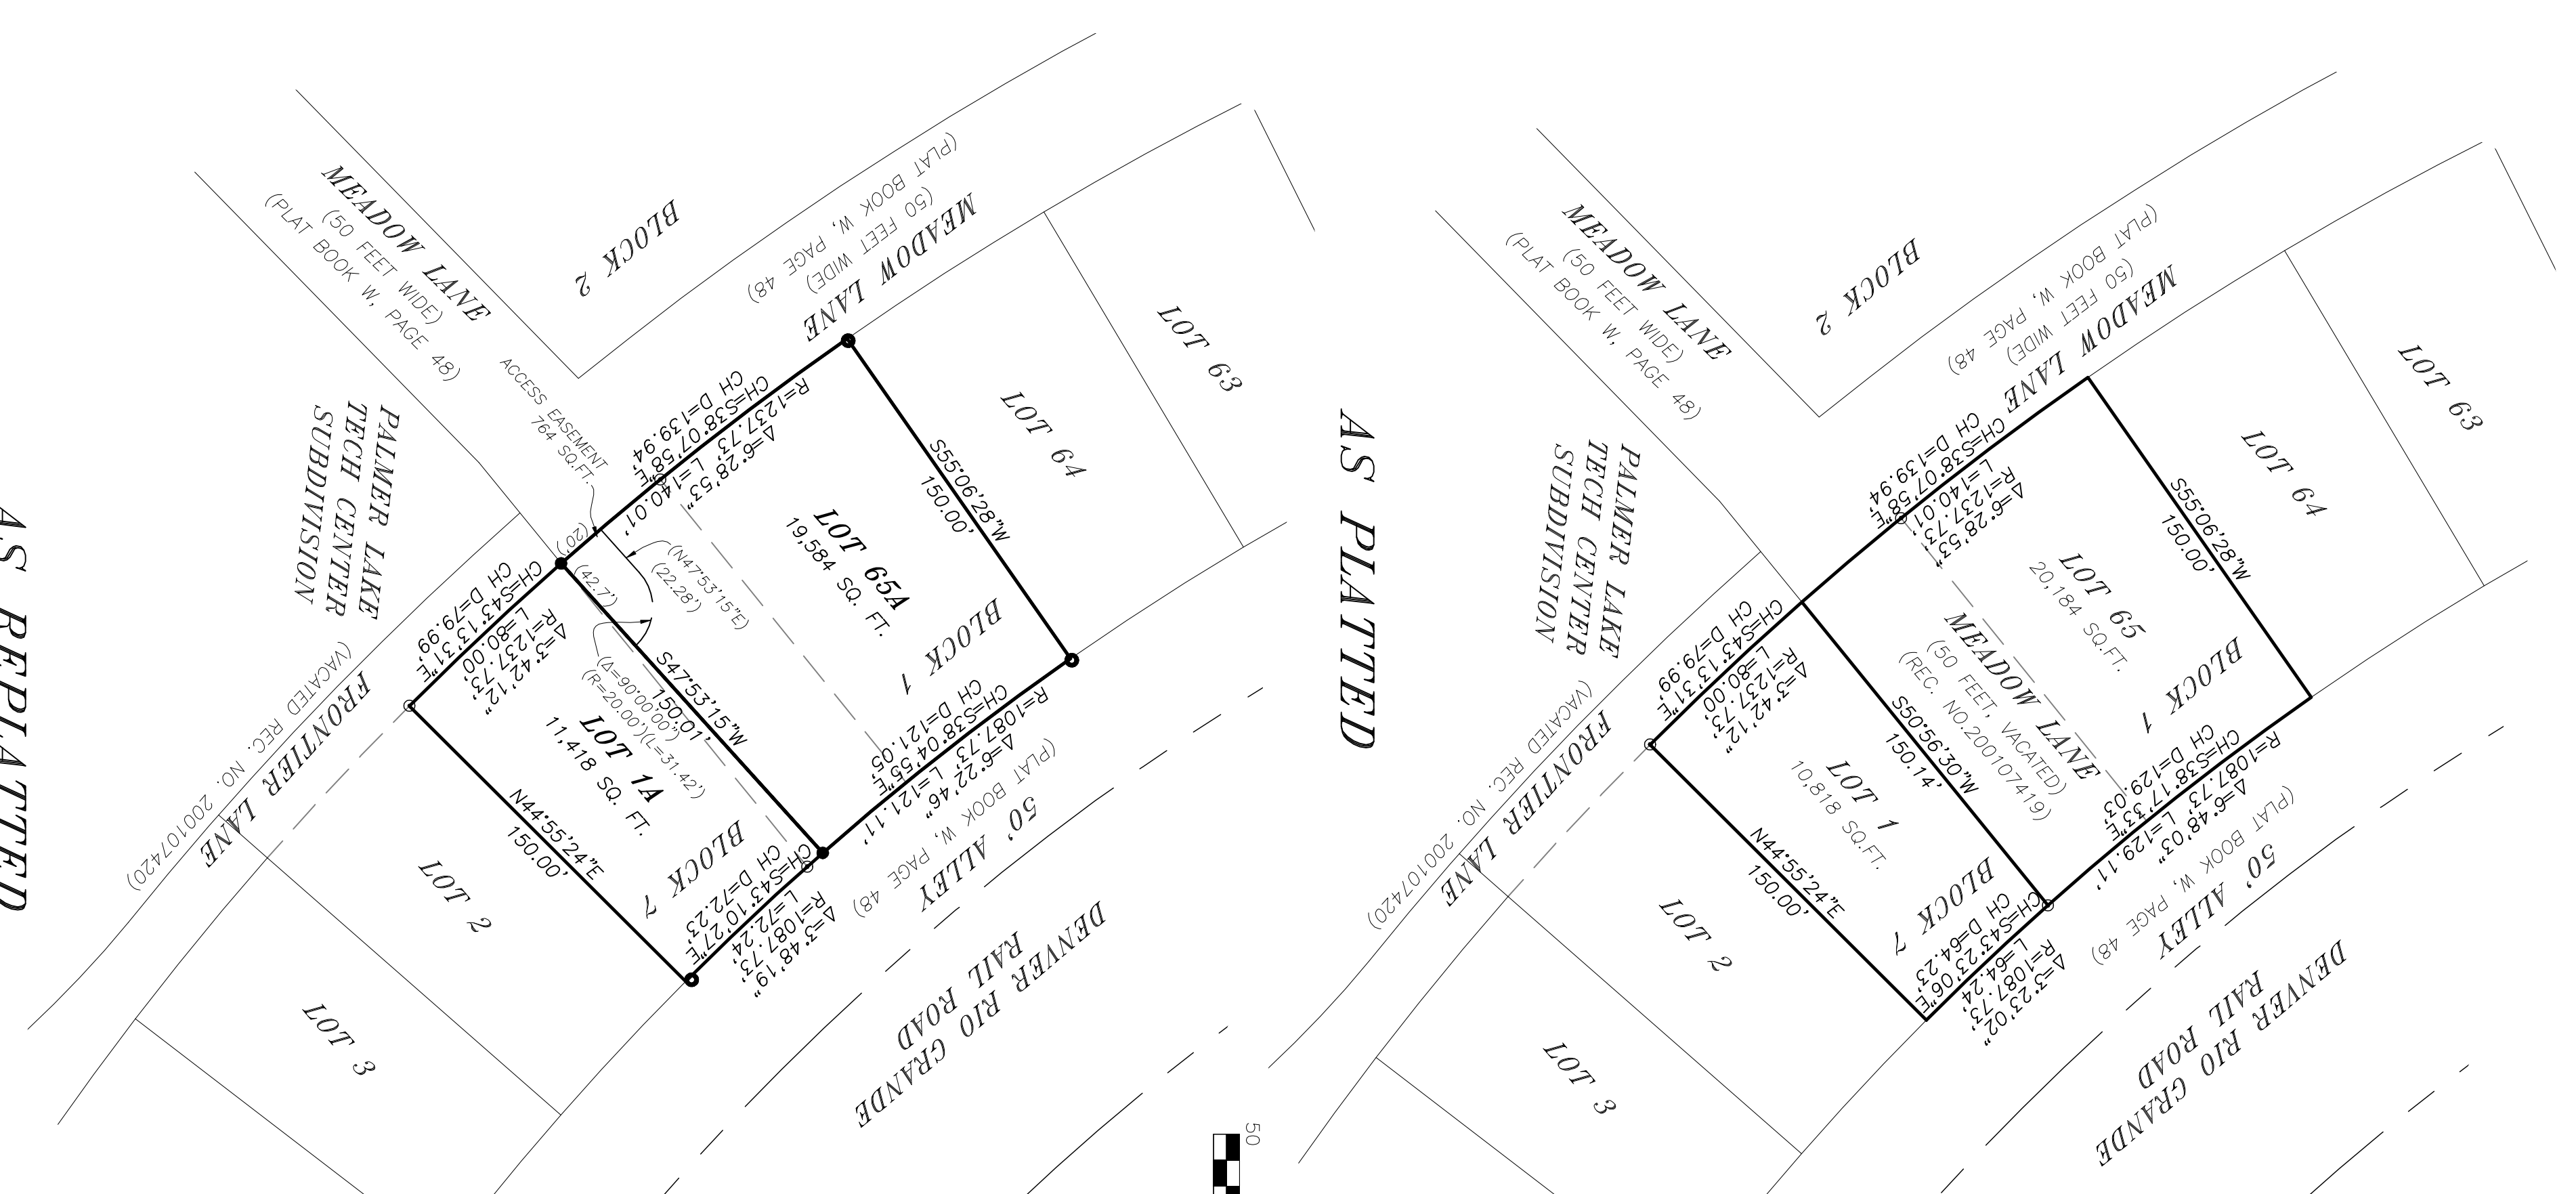 AS REPLATTED
MEADOW LANE
(50 FEET WIDE)
(PLAT BOOK W, PAGE 48)
BLOCK 2
MEADOW LANE
(50 FEET WIDE)
(PLAT BOOK W, PAGE 48)
ACCESS EASEMENT
764 SQ.FT.
PALMER LAKE
TECH CENTER
SUBDIVISION
LOT 63
LOT 64
R=1237.73'
Δ=6°28'53"
L=140.01'
CH=S38°07'58"E
CH D=139.94'
S55°06'28"W
150.00'
LOT 65A
19,584 SQ. FT.
BLOCK 1
(20')
(42.7')
(N47°53'15"E)
(22.28')
S47°53'15"W
150.01'
(Δ=90°00'00")
(R=20.00')(L=31.42')
CH=S43°13'31"E
CH D=79.99'
Δ=3°42'12"
R=1237.73'
L=80.00'
LOT 1A
11,418 SQ. FT.
BLOCK 7
N44°55'24"E
150.00'
R=1087.73'
Δ=6°22'46"
L=121.11'
CH=S38°04'55"E
CH D=121.05'
CH=S43°10'27"E
CH D=72.23'
Δ=3°48'19"
R=1087.73'
L=72.24'
50' ALLEY
(PLAT BOOK W, PAGE 48)
DENVER RIO GRANDE
RAIL ROAD
FRONTIER LANE
(VACATED REC. NO. 200107420)
LOT 2
LOT 3
50
AS PLATTED
MEADOW LANE
(50 FEET WIDE)
(PLAT BOOK W, PAGE 48)
BLOCK 2
MEADOW LANE
(50 FEET WIDE)
(PLAT BOOK W, PAGE 48)
PALMER LAKE
TECH CENTER
SUBDIVISION
LOT 63
LOT 64
Δ=6°28'53"
R=1237.73'
L=140.01'
CH=S38°07'58"E
CH D=139.94'
S55°06'28"W
150.00'
LOT 65
20,184 SQ.FT.
BLOCK 1
MEADOW LANE
(50 FEET, VACATED)
(REC. NO.200107419)
S50°56'30"W
150.14'
CH=S43°13'31"E
CH D=79.99'
Δ=3°42'12"
R=1237.73'
L=80.00'
LOT 1
10,818 SQ.FT.
BLOCK 7
N44°55'24"E
150.00'
R=1087.73'
Δ=6°48'03"
L=129.11'
CH=S38°17'33"E
CH D=129.03'
CH=S43°23'06"E
CH D=64.23'
Δ=3°23'02"
R=1087.73'
L=64.24'
50' ALLEY
(PLAT BOOK W, PAGE 48)
DENVER RIO GRANDE
RAIL ROAD
FRONTIER LANE
(VACATED REC. NO. 200107420)
LOT 2
LOT 3